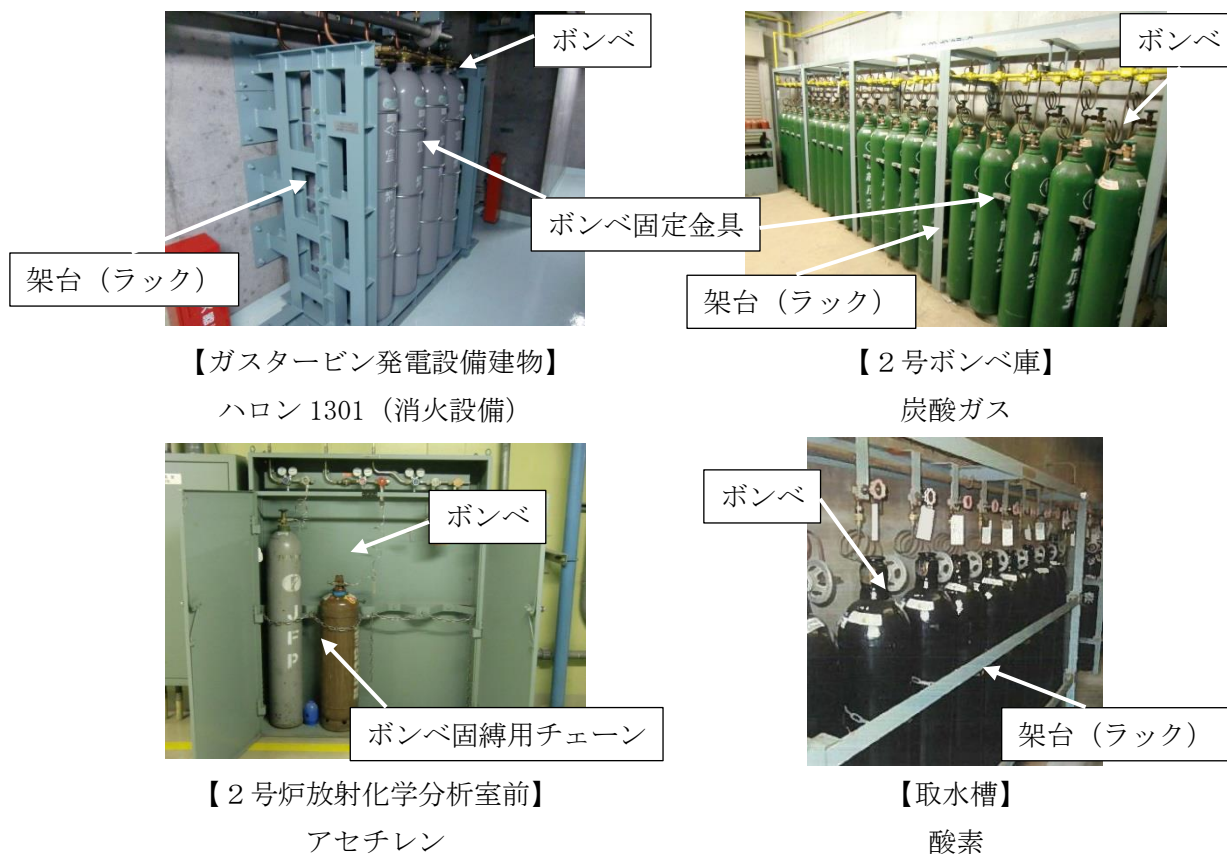 ボンベ
ボンベ
ボンベ固定金具
架台（ラック）
架台（ラック）
【ガスタービン発電設備建物】
ハロン 1301（消火設備）
【２号ボンベ庫】
炭酸ガス
ボンベ
ボンベ
JFP
ボンベ固縛用チェーン
架台（ラック）
【２号炉放射化学分析室前】
アセチレン
【取水槽】
酸素